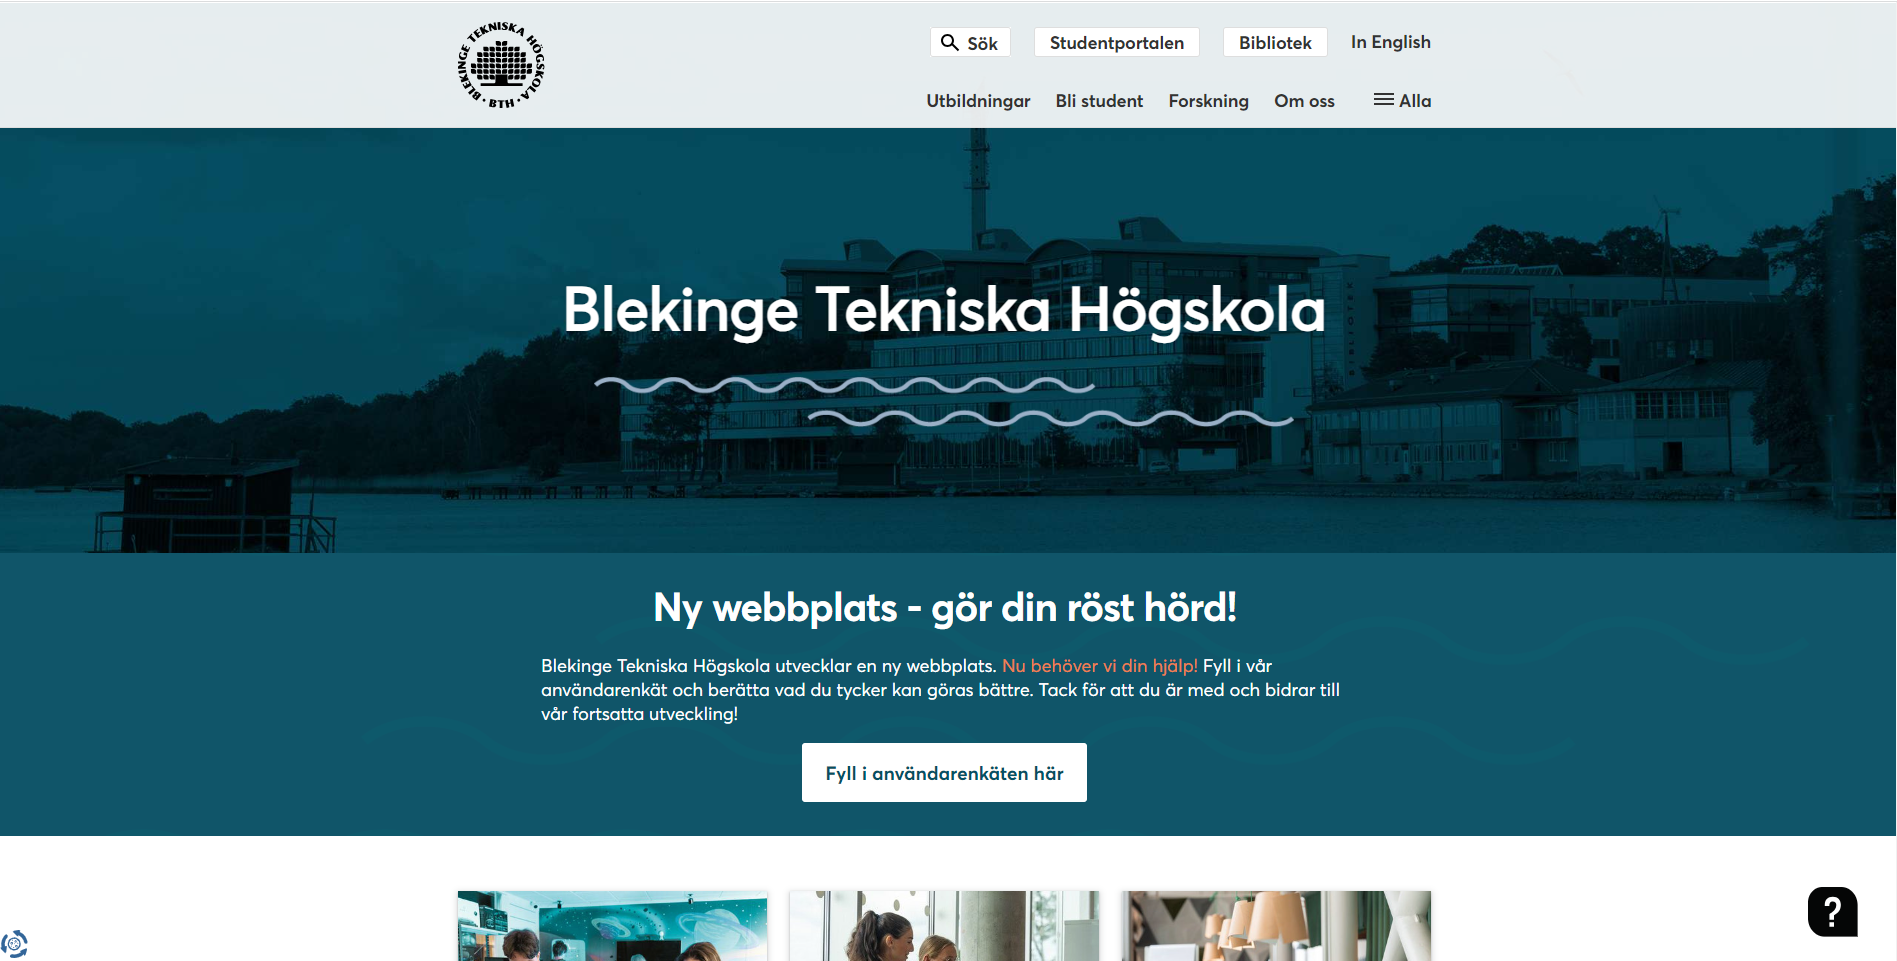 BLEKINGE TEKNISKA HÖGSKOLA · BTH ·
Sök
Studentportalen
Bibliotek
In English
Utbildningar
Bli student
Forskning
Om oss
Alla
BIBLIOTEK
Blekinge Tekniska Högskola
Ny webbplats - gör din röst hörd!
Blekinge Tekniska Högskola utvecklar en ny webbplats. Nu behöver vi din hjälp! Fyll i vår
användarenkät och berätta vad du tycker kan göras bättre. Tack för att du är med och bidrar till
vår fortsatta utveckling!
Fyll i användarenkäten här
?